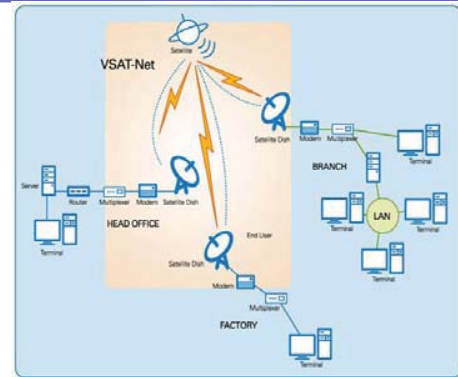 Satellite
VSAT-Net
Satellite Dish
Modem
Multiplexer
Terminal
BRANCH
Server
Router
Multiplexer
Modem
Satellite Dish
HEAD OFFICE
Terminal
Terminal
LAN
Terminal
Terminal
End User
Satellite Dish
Modem
Multiplexer
FACTORY
Terminal